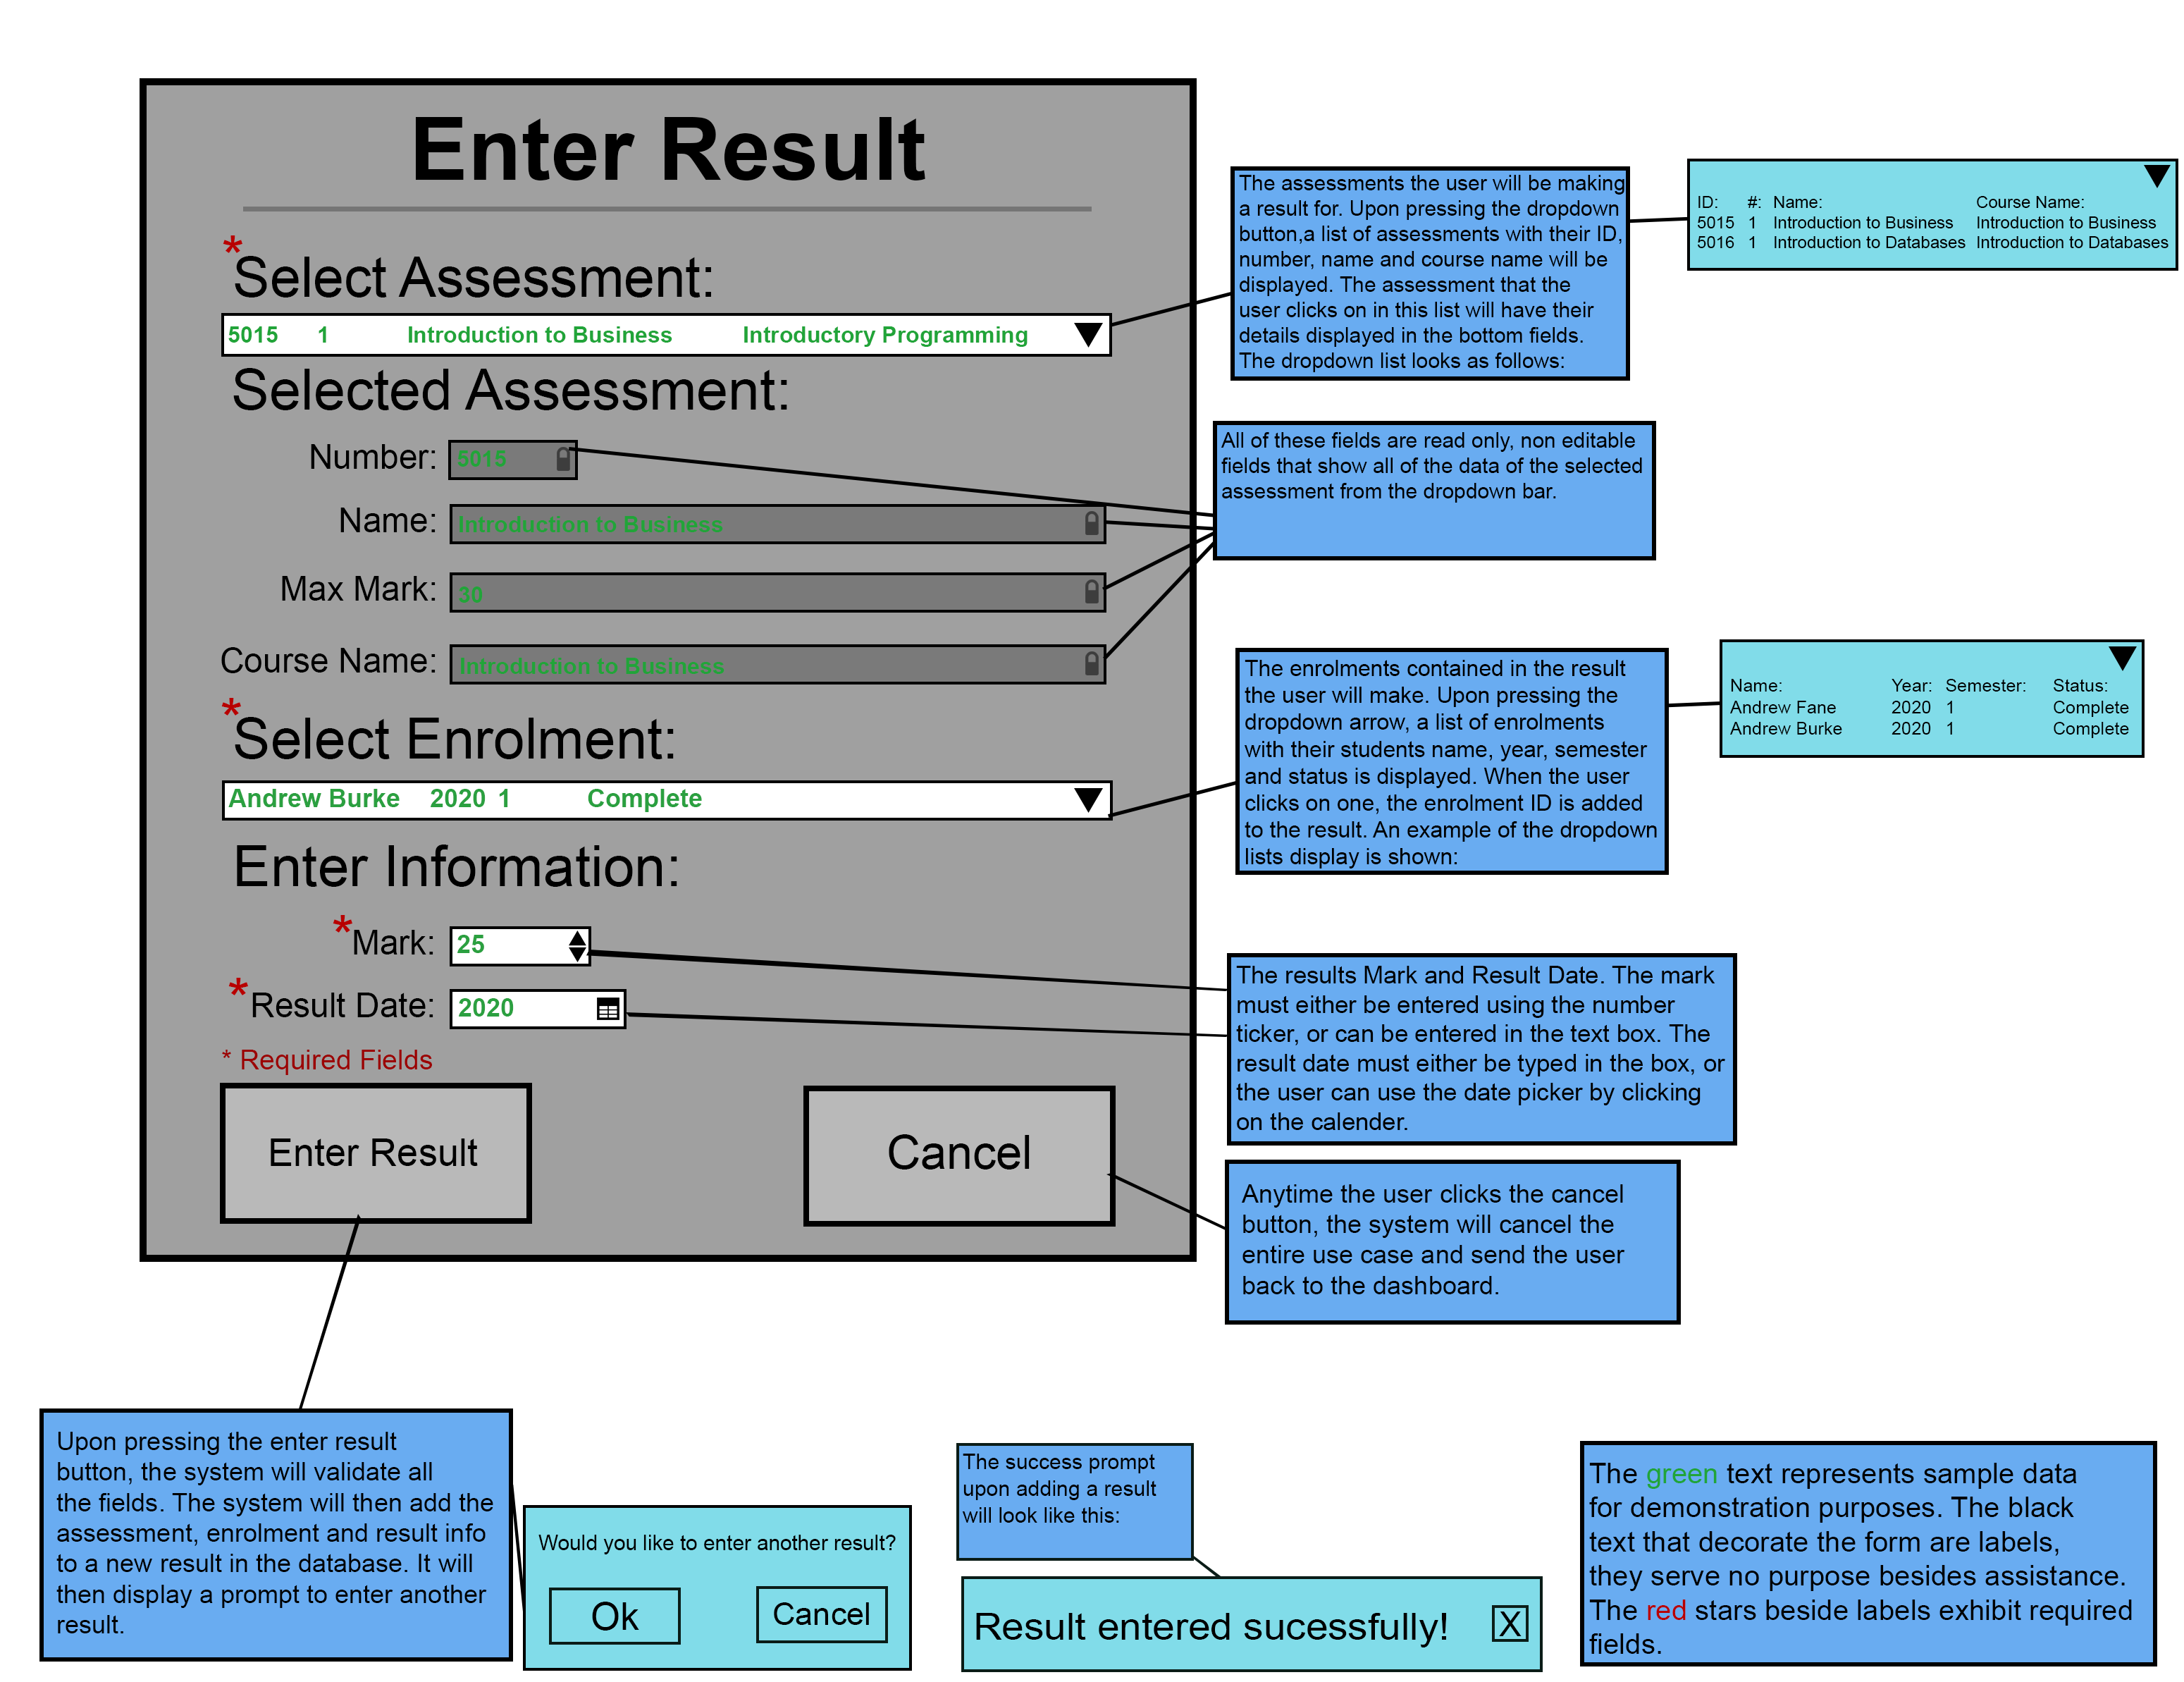 Enter Result
*
Select Assessment:
5015 1 Introduction to Business Introductory Programming
Selected Assessment:
Number: 5015
Name: Introduction to Business
Max Mark: 30
Course Name: Introduction to Business
*
Select Enrolment:
Andrew Burke 2020 1 Complete
Enter Information:
*Mark: 25
*Result Date: 2020
* Required Fields
Enter Result
Cancel
The assessments the user will be making
a result for. Upon pressing the dropdown
button,a list of assessments with their ID,
number, name and course name will be
displayed. The assessment that the
user clicks on in this list will have their
details displayed in the bottom fields.
The dropdown list looks as follows:
ID: #: Name: Course Name:
5015 1 Introduction to Business Introduction to Business
5016 1 Introduction to Databases Introduction to Databases
All of these fields are read only, non editable
fields that show all of the data of the selected
assessment from the dropdown bar.
The enrolments contained in the result
the user will make. Upon pressing the
dropdown arrow, a list of enrolments
with their students name, year, semester
and status is displayed. When the user
clicks on one, the enrolment ID is added
to the result. An example of the dropdown
lists display is shown:
Name: Year: Semester: Status:
Andrew Fane 2020 1 Complete
Andrew Burke 2020 1 Complete
The results Mark and Result Date. The mark
must either be entered using the number
ticker, or can be entered in the text box. The
result date must either be typed in the box, or
the user can use the date picker by clicking
on the calender.
Anytime the user clicks the cancel
button, the system will cancel the
entire use case and send the user
back to the dashboard.
Upon pressing the enter result
button, the system will validate all
the fields. The system will then add the
assessment, enrolment and result info
to a new result in the database. It will
then display a prompt to enter another
result.
Would you like to enter another result?
Ok
Cancel
The success prompt
upon adding a result
will look like this:
Result entered sucessfully! X
The green text represents sample data
for demonstration purposes. The black
text that decorate the form are labels,
they serve no purpose besides assistance.
The red stars beside labels exhibit required
fields.